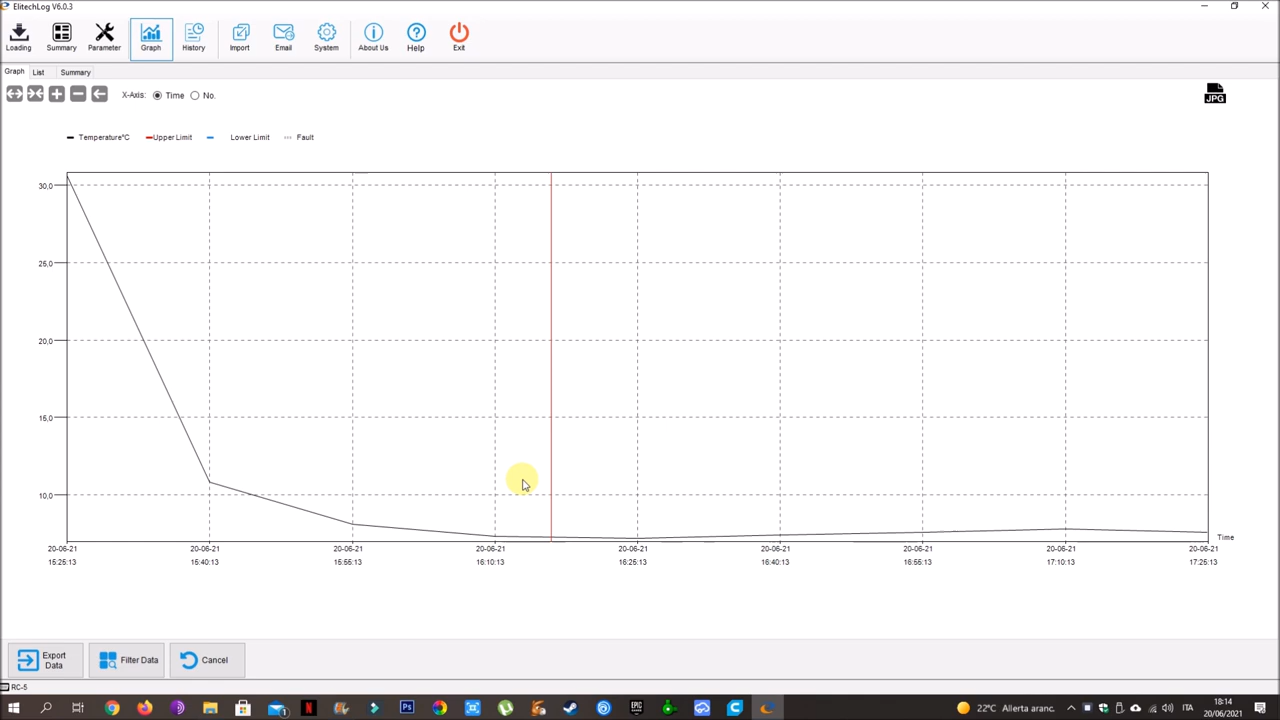 ElitechLog V6.0.3
Loading Summary Parameter Graph History Import Email System About Us Help Exit
Graph List Summary
X-Axis: Time No.
JPG
Temperature°C Upper Limit Lower Limit Fault
30,0
25,0
20,0
15,0
10,0
Time
20-06-21 20-06-21 20-06-21 20-06-21 20-06-21 20-06-21 20-06-21 20-06-21 20-06-21
15:25:13 15:40:13 15:55:13 16:10:13 16:25:13 16:40:13 16:55:13 17:10:13 17:25:13
Export Data Filter Data Cancel
RC-5
22°C Allerta aranc. ITA 18:14
20/06/2021